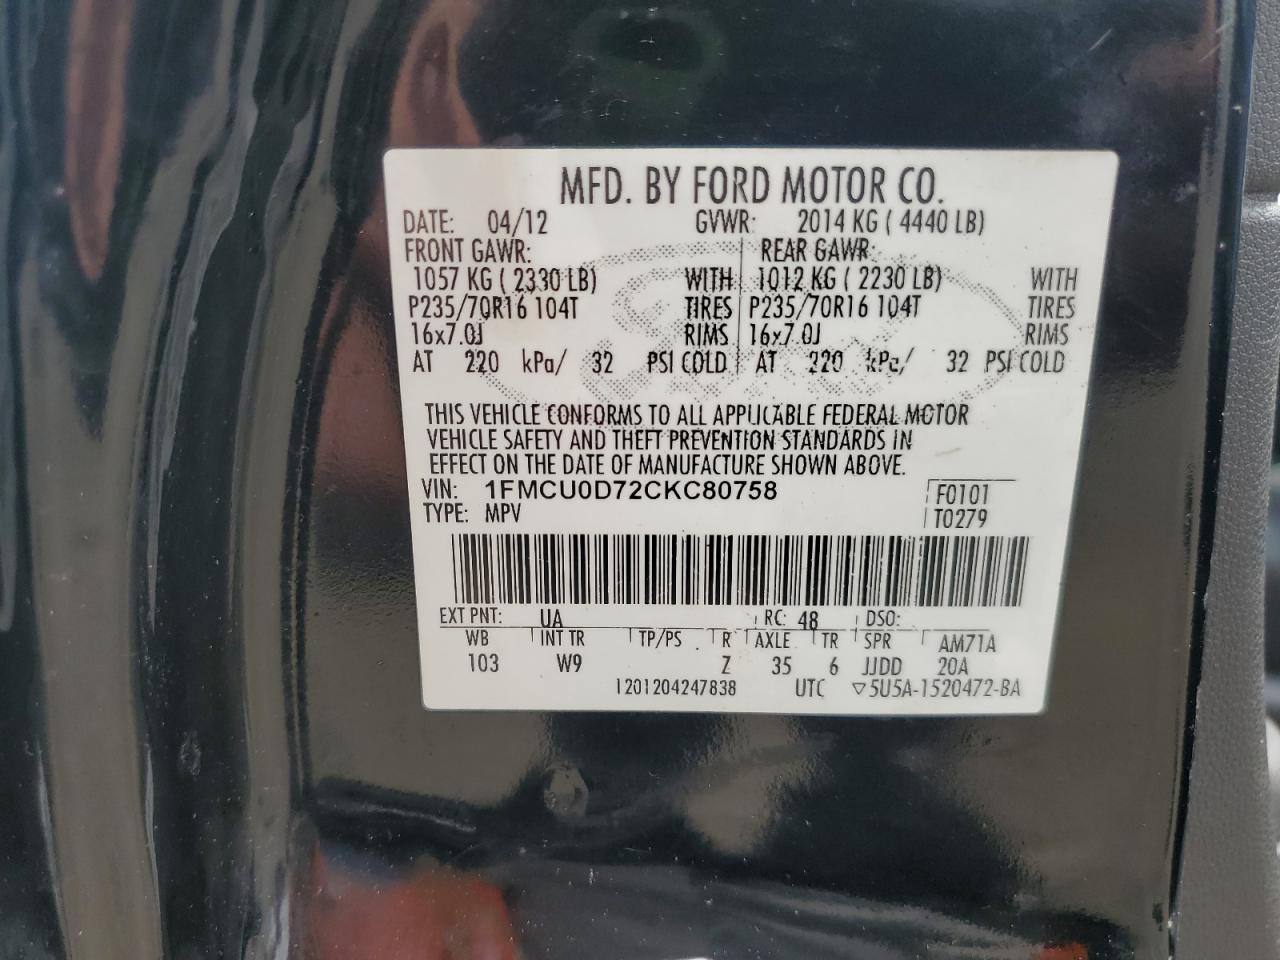 MFD. BY FORD MOTOR CO.
DATE: 04/12 GVWR: 2014 KG ( 4440 LB)
FRONT GAWR: REAR GAWR:
1057 KG ( 2330 LB) WITH 1012 KG ( 2230 LB) WITH
P235/70R16 104T TIRES P235/70R16 104T TIRES
16x7.0J RIMS 16x7.0J RIMS
AT 220 kPa/ 32 PSI COLD AT 220 kPa/ 32 PSI COLD
THIS VEHICLE CONFORMS TO ALL APPLICABLE FEDERAL MOTOR
VEHICLE SAFETY AND THEFT PREVENTION STANDARDS IN
EFFECT ON THE DATE OF MANUFACTURE SHOWN ABOVE.
VIN: 1FMCU0D72CKC80758 F0101
TYPE: MPV T0279
EXT PNT: UA RC: 48 DSO:
WB INT TR TP/PS R AXLE TR SPR AM71A
103 W9 Z 35 6 JJDD 20A
1201204247838 UTC ▽5U5A-1520472-BA